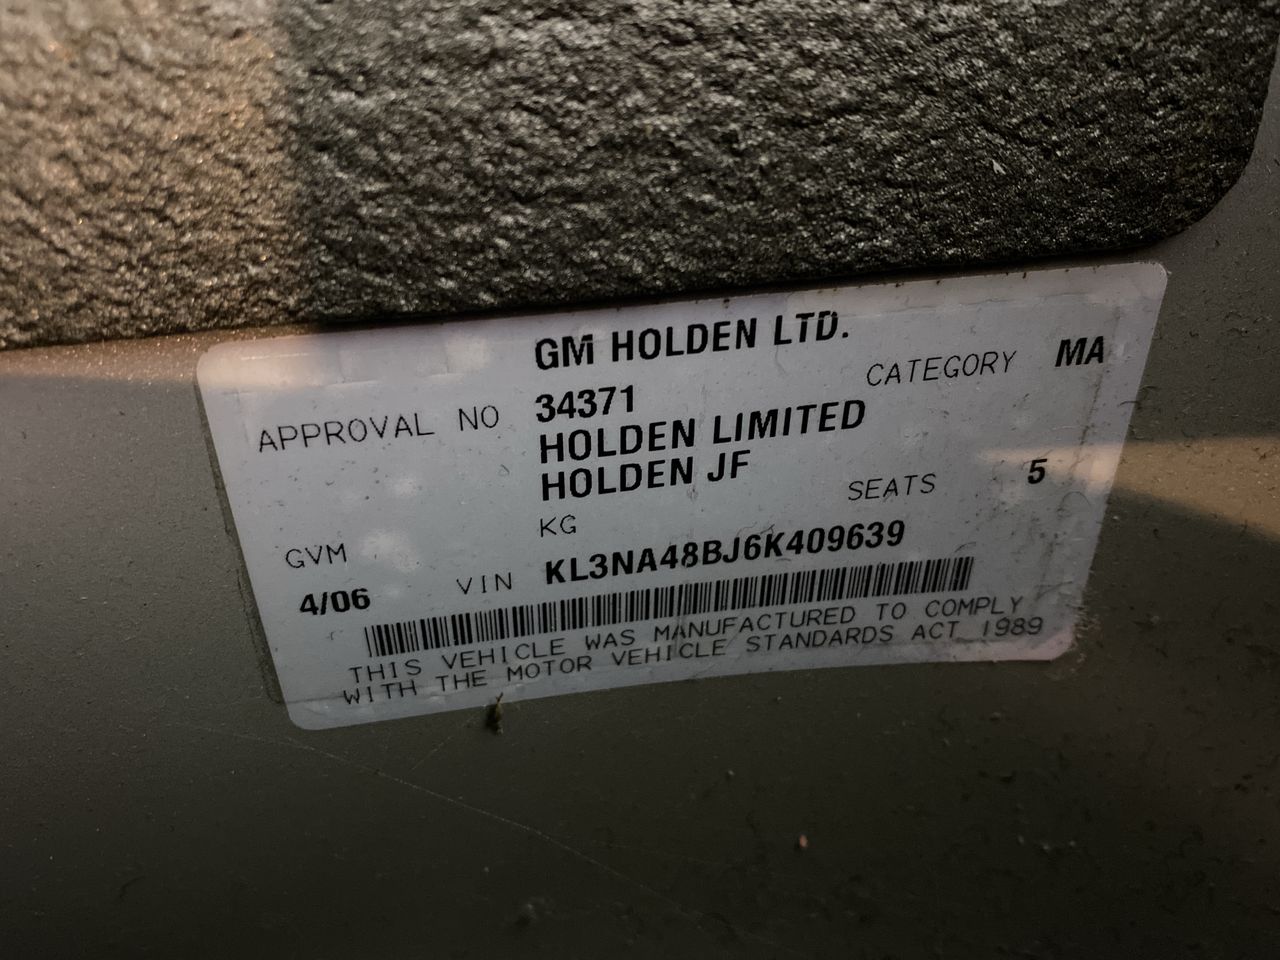 GM HOLDEN LTD.
APPROVAL NO 34371 CATEGORY MA
HOLDEN LIMITED
HOLDEN JF
GVM KG SEATS 5
4/06 VIN KL3NA48BJ6K409639
THIS VEHICLE WAS MANUFACTURED TO COMPLY
WITH THE MOTOR VEHICLE STANDARDS ACT 1989